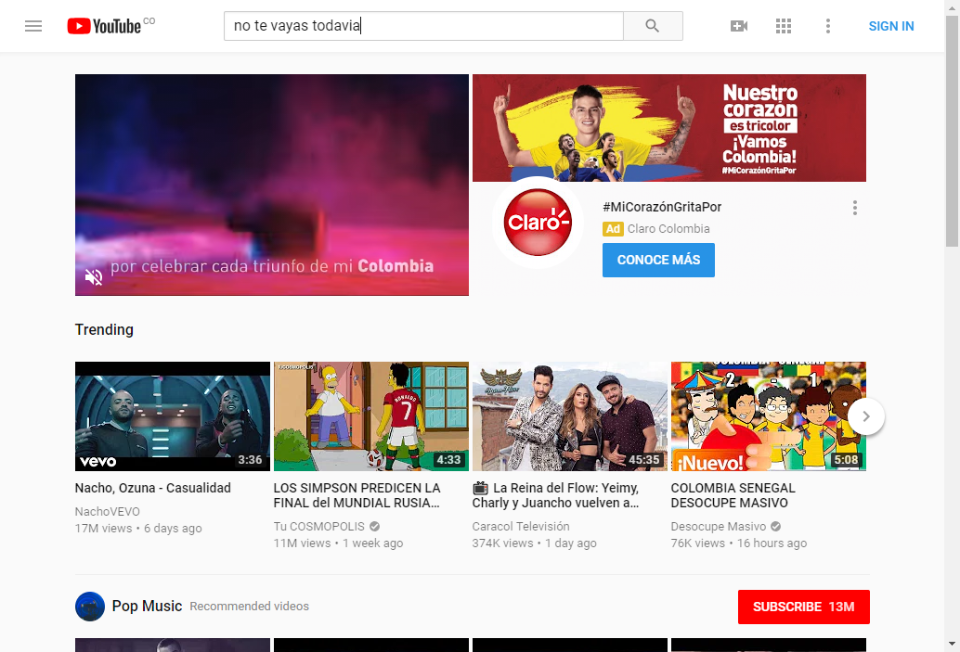 YouTube CO
no te vayas todavia
SIGN IN
por celebrar cada triunfo de mi Colombia
Nuestro
corazón
es tricolor
¡Vamos
Colombia!
#MiCorazónGritaPor
Claro
#MiCorazónGritaPor
Ad Claro Colombia
CONOCE MÁS
Trending
vevo
3:36
RONALDO
7
4:33
45:35
2
1
¡Nuevo!
5:08
Nacho, Ozuna - Casualidad
NachoVEVO
17M views • 6 days ago
LOS SIMPSON PREDICEN LA
FINAL del MUNDIAL RUSIA...
Tu COSMOPOLIS
11M views • 1 week ago
La Reina del Flow: Yeimy,
Charly y Juancho vuelven a...
Caracol Televisión
374K views • 1 day ago
COLOMBIA SENEGAL
DESOCUPE MASIVO
Desocupe Masivo
76K views • 16 hours ago
Pop Music Recommended videos
SUBSCRIBE 13M